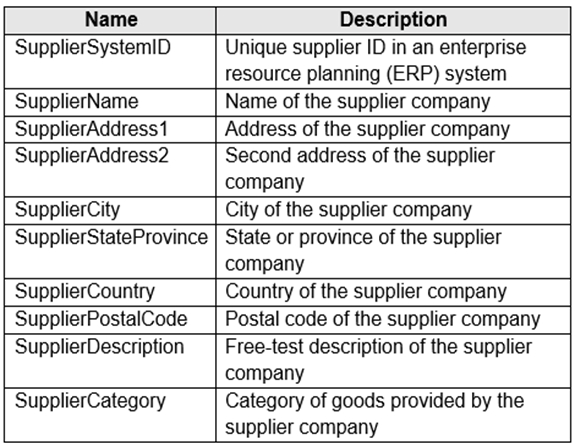 Name Description
SupplierSystemID Unique supplier ID in an enterprise
resource planning (ERP) system
SupplierName Name of the supplier company
SupplierAddress1 Address of the supplier company
SupplierAddress2 Second address of the supplier
company
SupplierCity City of the supplier company
SupplierStateProvince State or province of the supplier
company
SupplierCountry Country of the supplier company
SupplierPostalCode Postal code of the supplier company
SupplierDescription Free-test description of the supplier
company
SupplierCategory Category of goods provided by the
supplier company